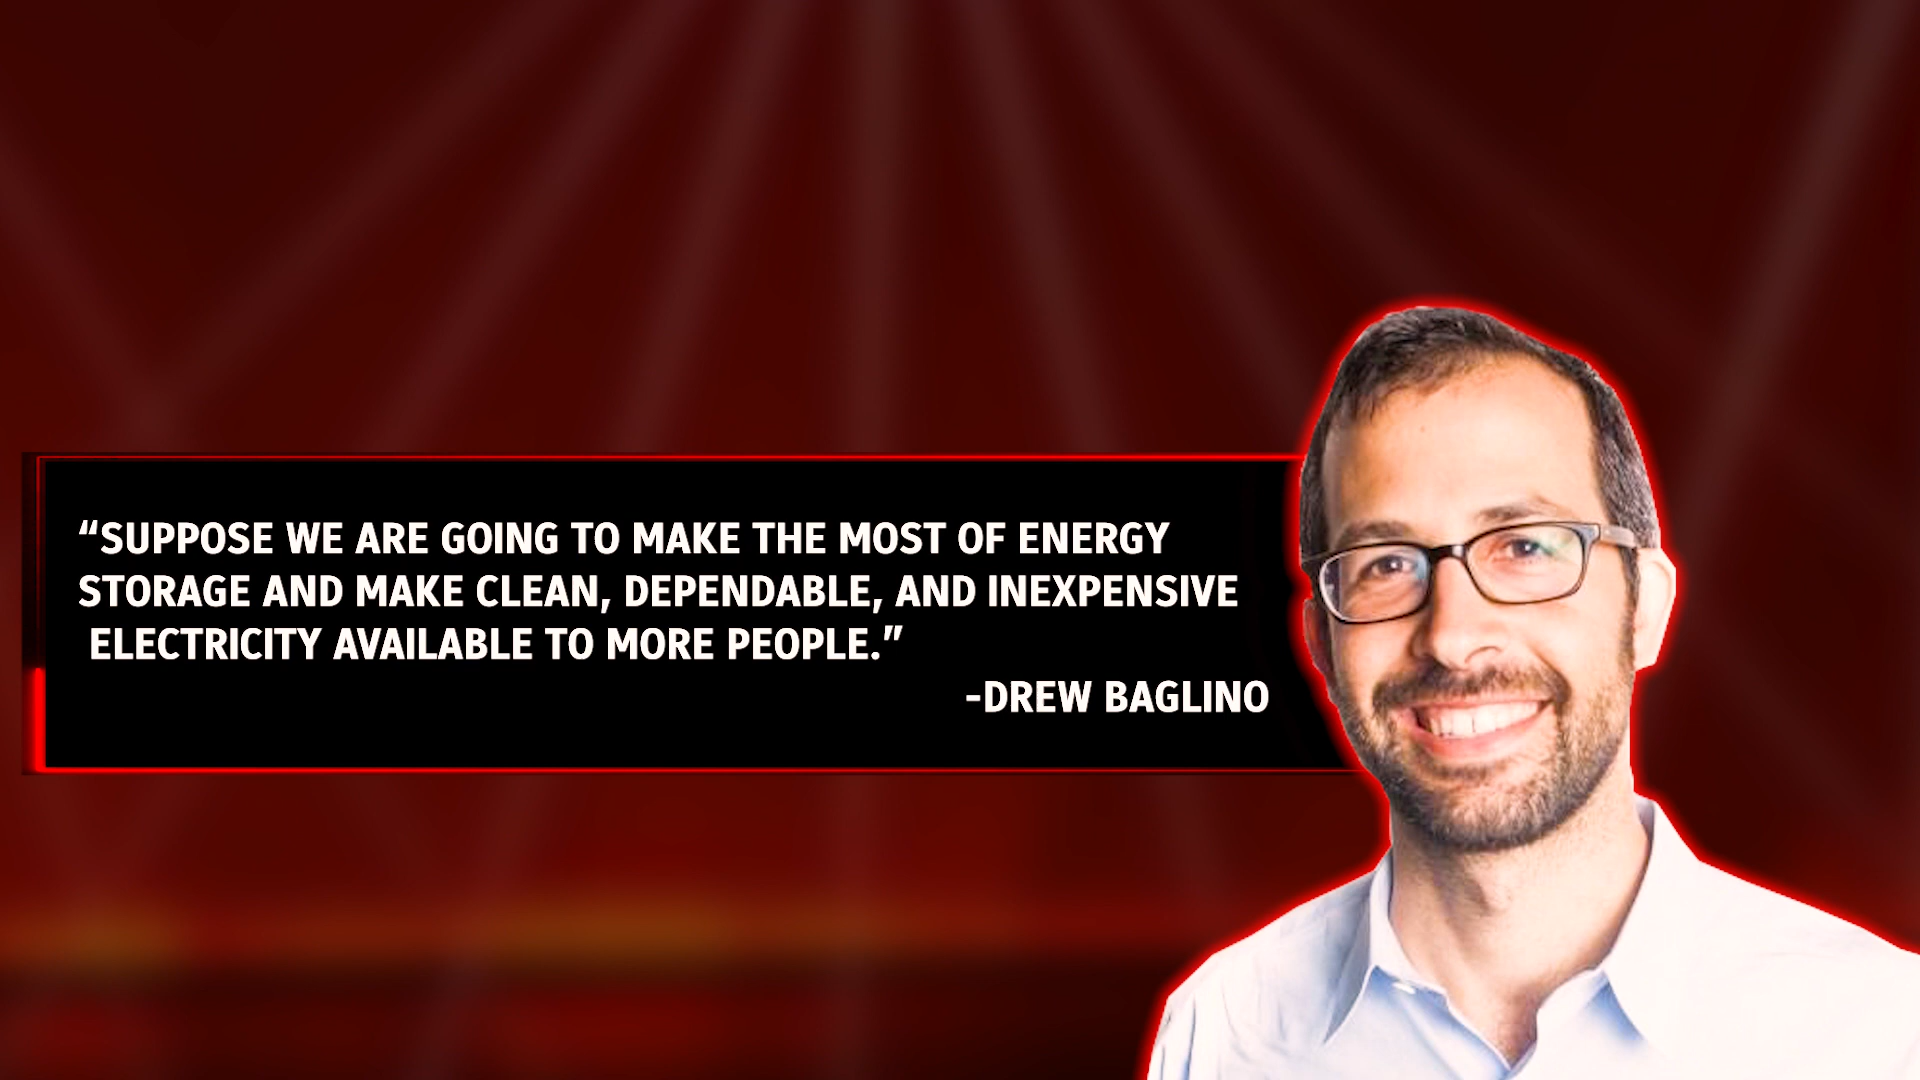 “SUPPOSE WE ARE GOING TO MAKE THE MOST OF ENERGY
STORAGE AND MAKE CLEAN, DEPENDABLE, AND INEXPENSIVE
ELECTRICITY AVAILABLE TO MORE PEOPLE.”
-DREW BAGLINO